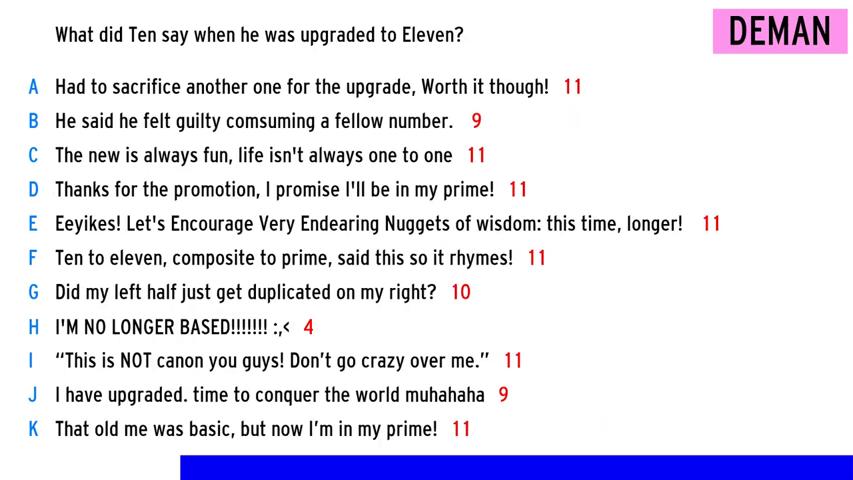 What did Ten say when he was upgraded to Eleven?
DEMAN
A Had to sacrifice another one for the upgrade, Worth it though! 11
B He said he felt guilty comsuming a fellow number. 9
C The new is always fun, life isn't always one to one 11
D Thanks for the promotion, I promise I'll be in my prime! 11
E Eeyikes! Let's Encourage Very Endearing Nuggets of wisdom: this time, longer! 11
F Ten to eleven, composite to prime, said this so it rhymes! 11
G Did my left half just get duplicated on my right? 10
H I'M NO LONGER BASED!!!!!!! :,< 4
I “This is NOT canon you guys! Don’t go crazy over me.” 11
J I have upgraded. time to conquer the world muhahaha 9
K That old me was basic, but now I’m in my prime! 11